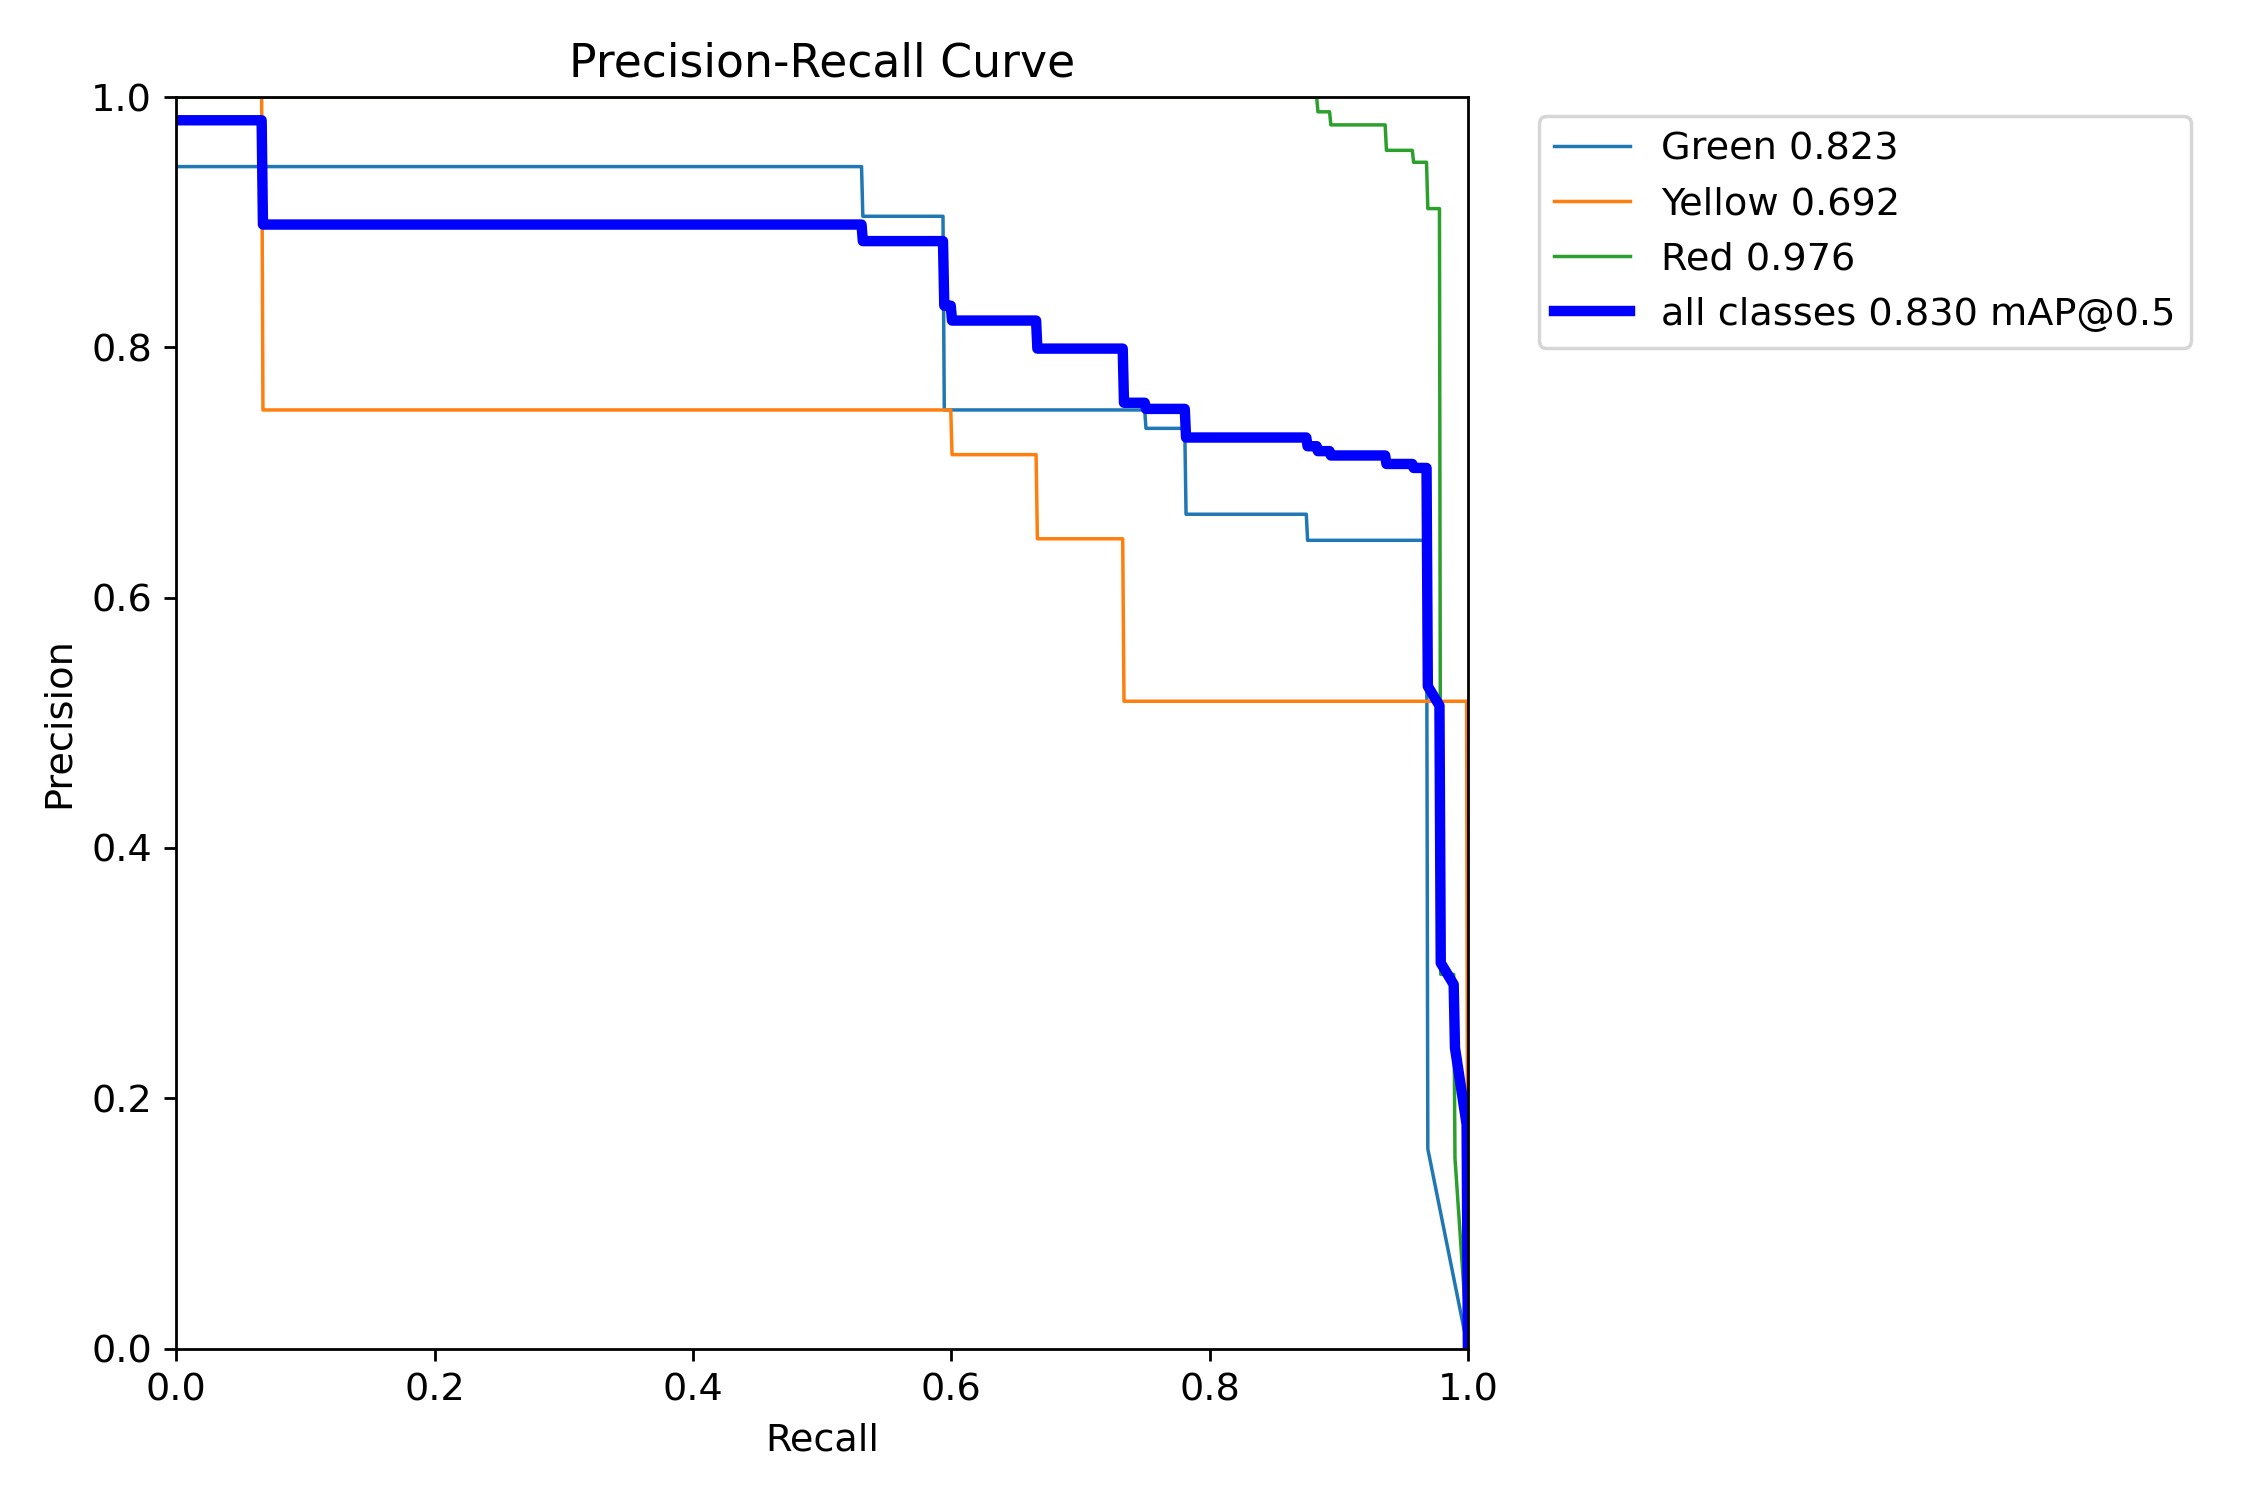 Precision-Recall Curve
1.0
0.8
0.6
0.4
0.2
0.0
Precision
0.0 0.2 0.4 0.6 0.8 1.0
Recall
Green 0.823
Yellow 0.692
Red 0.976
all classes 0.830 mAP@0.5